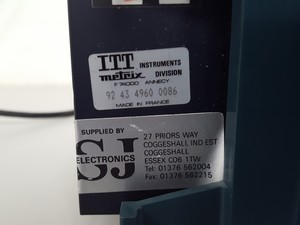 ITT INSTRUMENTS
metrix DIVISION
F 74000 ANNECY
92 43 4960 0086
MADE IN FRANCE
SUPPLIED BY
SJ
ELECTRONICS
27 PRIORS WAY
COGGESHALL IND EST
COGGESHALL
ESSEX CO6 1TW
Tel: 01376 562004
Fax: 01376 562215